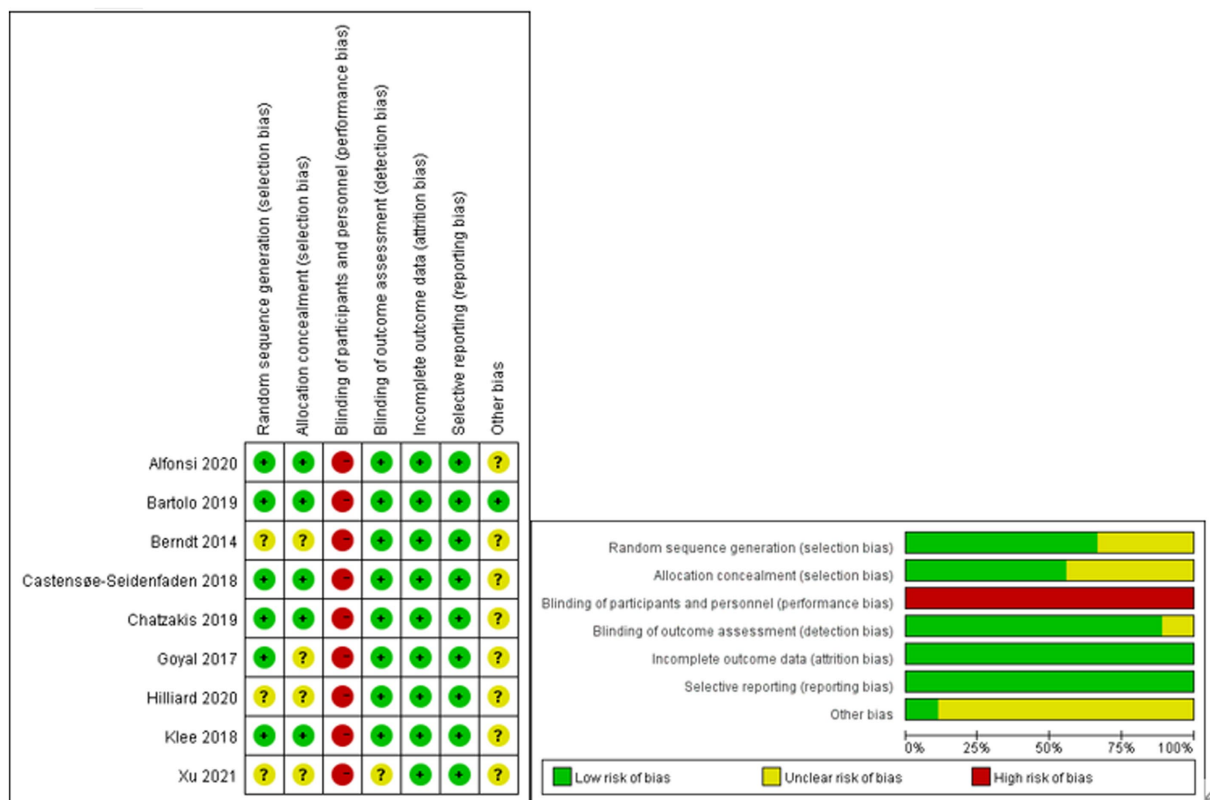 Random sequence generation (selection bias)
Allocation concealment (selection bias)
Blinding of participants and personnel (performance bias)
Blinding of outcome assessment (detection bias)
Incomplete outcome data (attrition bias)
Selective reporting (reporting bias)
Other bias
Alfonsi 2020 + + - + + + ?
Bartolo 2019 + + - + + + +
Berndt 2014 ? ? - + + + ?
Castensøe-Seidenfaden 2018 + + - + + + ?
Chatzakis 2019 + + - + + + ?
Goyal 2017 + ? - + + + ?
Hilliard 2020 ? ? - + + + ?
Klee 2018 + + - + + + ?
Xu 2021 ? ? - ? + + ?
Random sequence generation (selection bias)
Allocation concealment (selection bias)
Blinding of participants and personnel (performance bias)
Blinding of outcome assessment (detection bias)
Incomplete outcome data (attrition bias)
Selective reporting (reporting bias)
Other bias
0% 25% 50% 75% 100%
Low risk of bias Unclear risk of bias High risk of bias